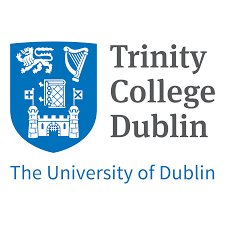 Trinity
College
Dublin
The University of Dublin